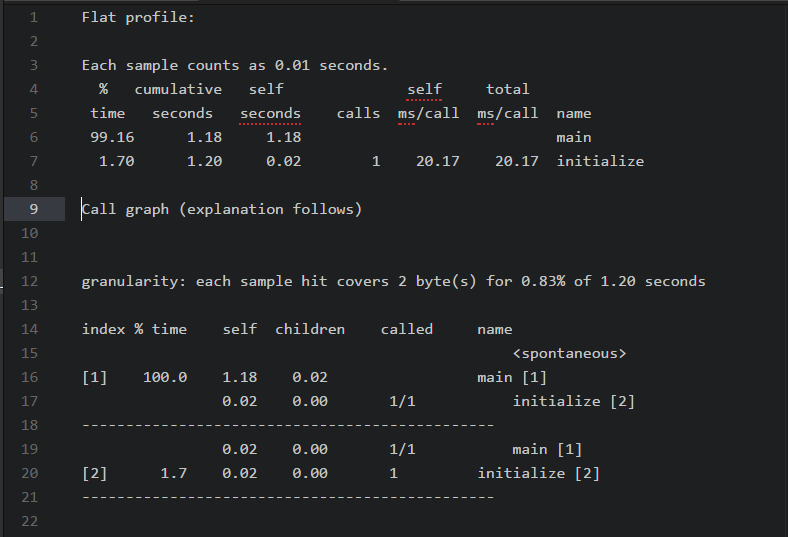 1 Flat profile:
2
3 Each sample counts as 0.01 seconds.
4 % cumulative self self total
5 time seconds seconds calls ms/call ms/call name
6 99.16 1.18 1.18 main
7 1.70 1.20 0.02 1 20.17 20.17 initialize
8
9 Call graph (explanation follows)
10
11
12 granularity: each sample hit covers 2 byte(s) for 0.83% of 1.20 seconds
13
14 index % time self children called name
15 <spontaneous>
16 [1] 100.0 1.18 0.02 main [1]
17 0.02 0.00 1/1 initialize [2]
18 -----------------------------------------------
19 0.02 0.00 1/1 main [1]
20 [2] 1.7 0.02 0.00 1 initialize [2]
21 -----------------------------------------------
22